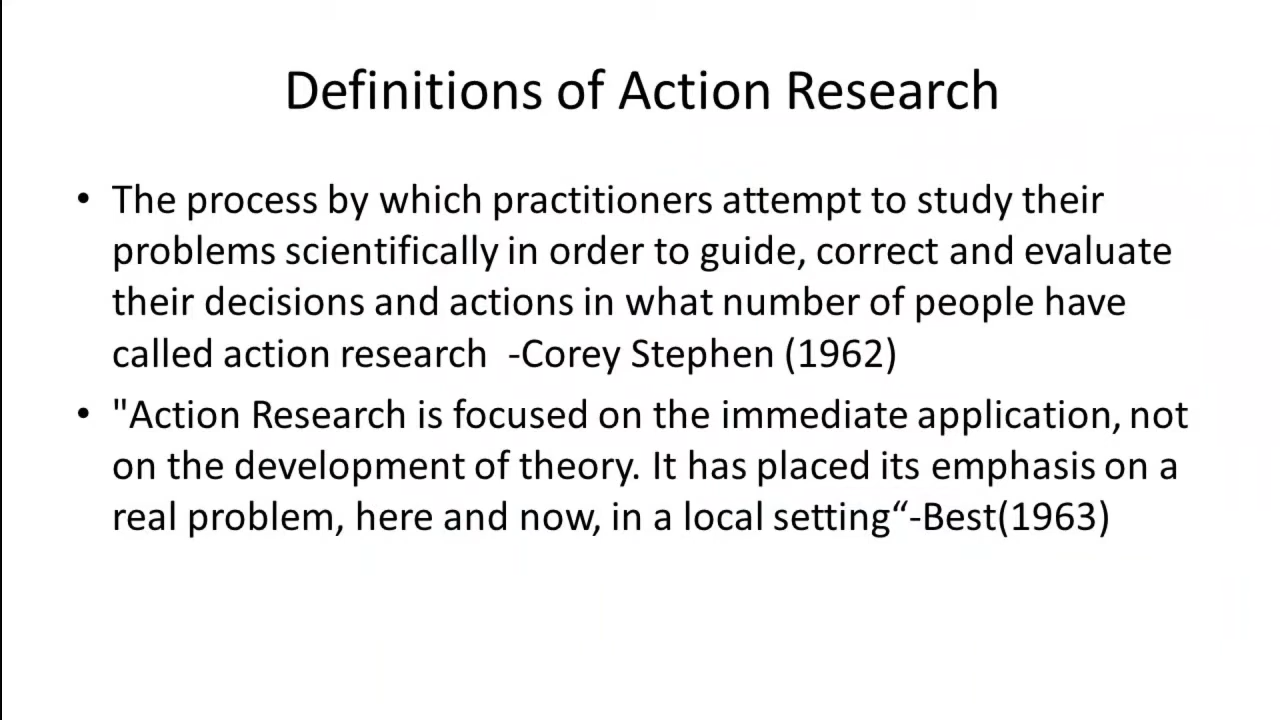 Definitions of Action Research
• The process by which practitioners attempt to study their
problems scientifically in order to guide, correct and evaluate
their decisions and actions in what number of people have
called action research  -Corey Stephen (1962)
• "Action Research is focused on the immediate application, not
on the development of theory. It has placed its emphasis on a
real problem, here and now, in a local setting“-Best(1963)